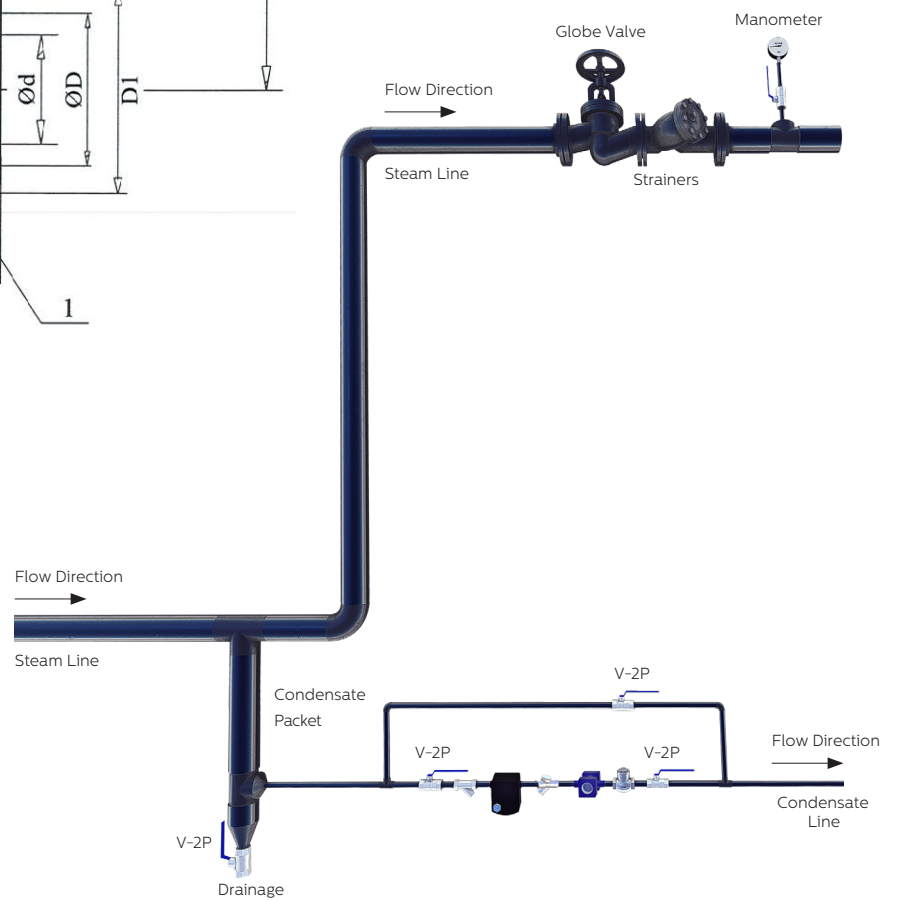 Manometer
Globe Valve
Ød
ØD
D1
Flow Direction
Steam Line
Strainers
1
Flow Direction
Steam Line
Condensate
Packet
V-2P
V-2P
V-2P
Flow Direction
Condensate
Line
V-2P
Drainage